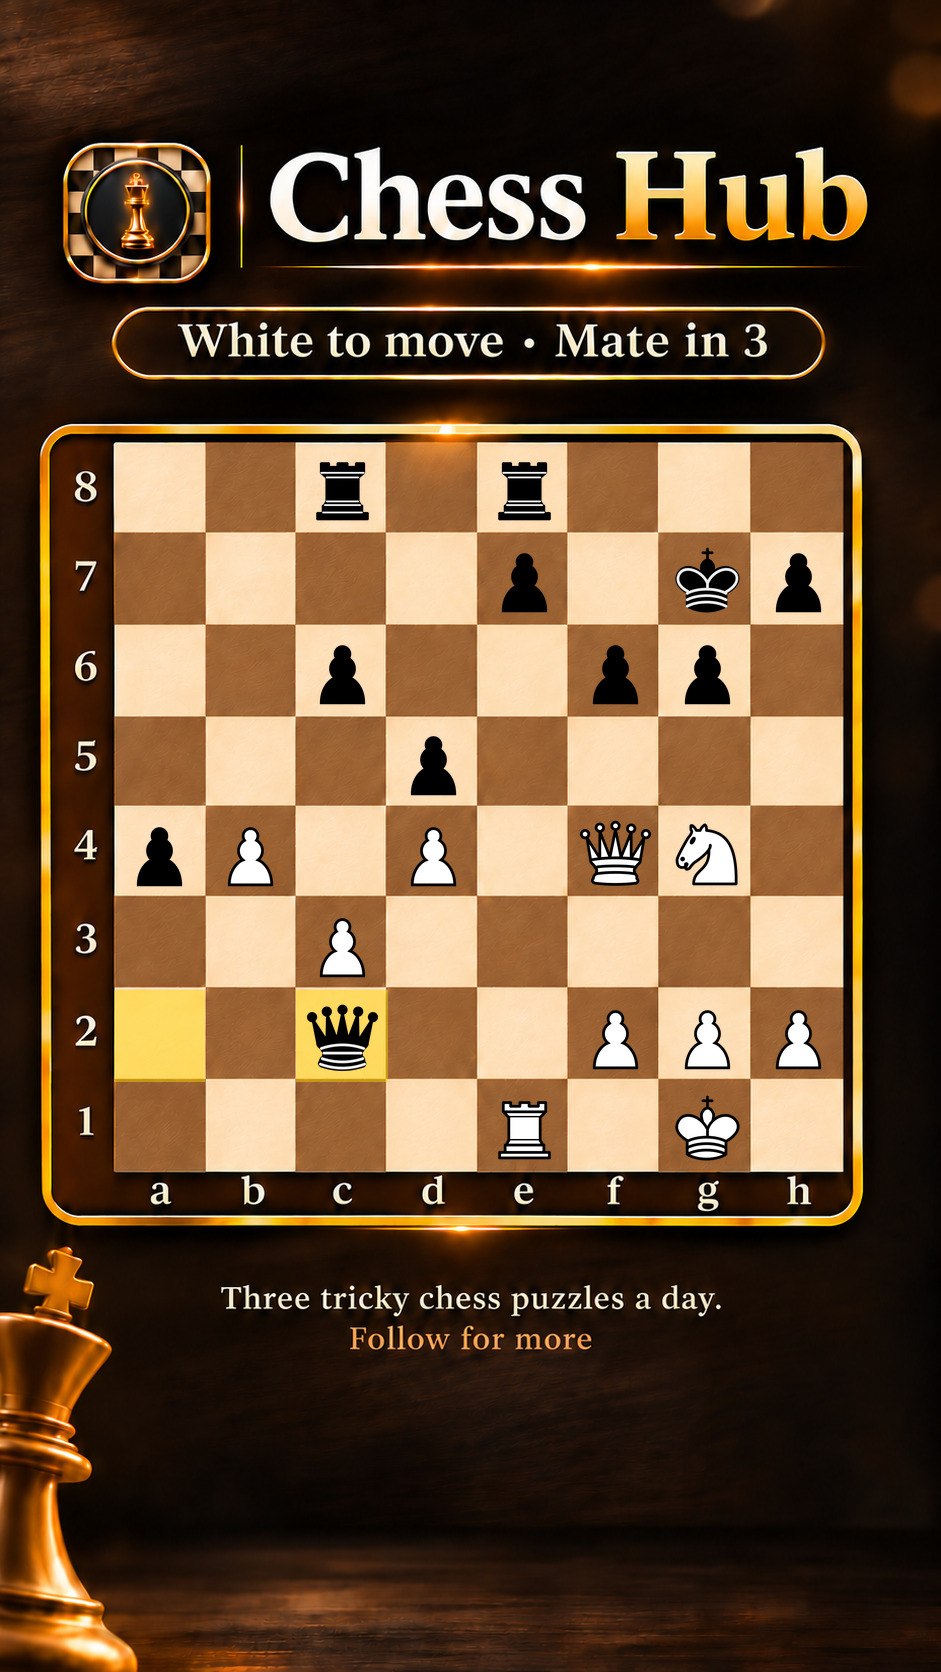 Chess Hub
White to move • Mate in 3
8
7
6
5
4
3
2
1
a b c d e f g h
Three tricky chess puzzles a day.
Follow for more